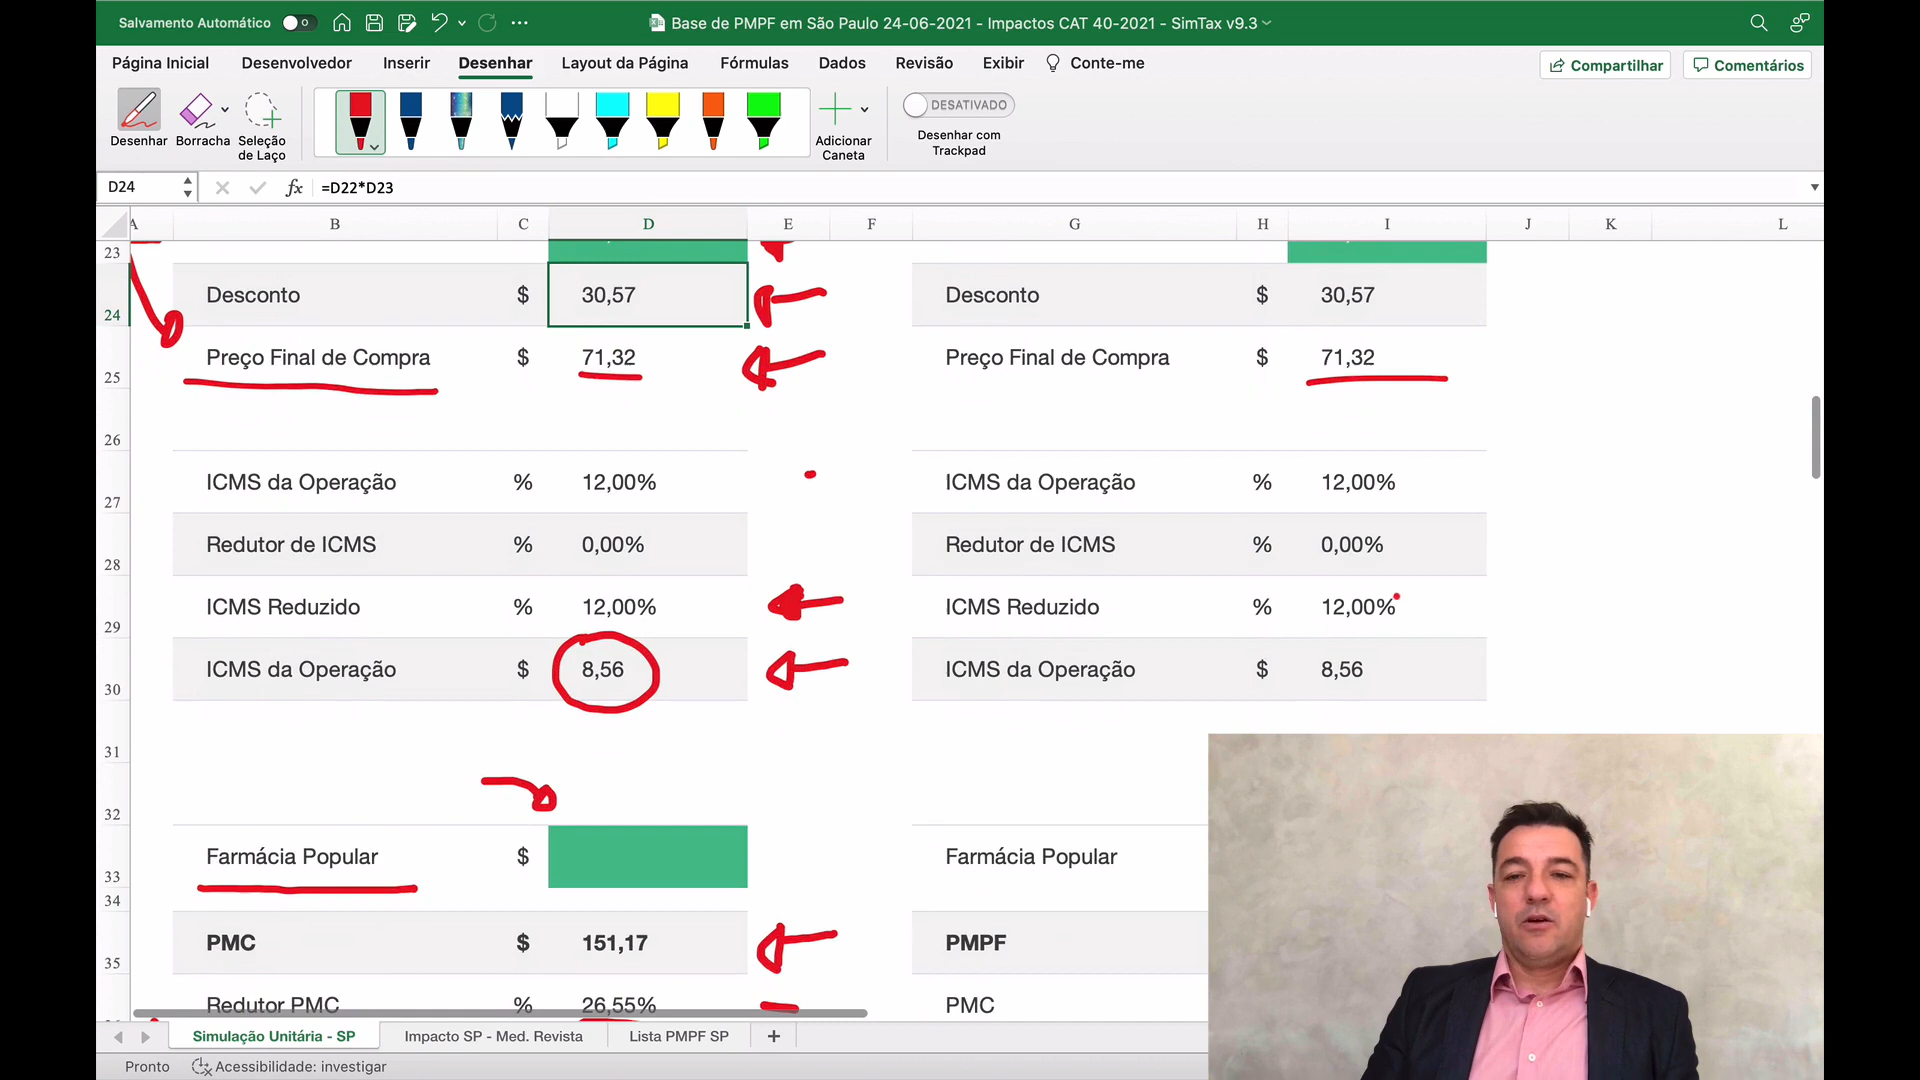 Salvamento Automático
Base de PMPF em São Paulo 24-06-2021 - Impactos CAT 40-2021 - SimTax v9.3
Página Inicial Desenvolvedor Inserir Desenhar Layout da Página Fórmulas Dados Revisão Exibir Conte-me Compartilhar Comentários
Desenhar Borracha Seleção de Laço Adicionar Caneta DESATIVADO Desenhar com Trackpad
D24 fx =D22*D23
A B C D E F G H I J K L
23
24 Desconto $ 30,57 Desconto $ 30,57
25 Preço Final de Compra $ 71,32 Preço Final de Compra $ 71,32
26
27 ICMS da Operação % 12,00% ICMS da Operação % 12,00%
28 Redutor de ICMS % 0,00% Redutor de ICMS % 0,00%
29 ICMS Reduzido % 12,00% ICMS Reduzido % 12,00%
30 ICMS da Operação $ 8,56 ICMS da Operação $ 8,56
31
32
33 Farmácia Popular $ Farmácia Popular
34
35 PMC $ 151,17 PMPF
Redutor PMC % 26,55% PMC
Simulação Unitária - SP Impacto SP - Med. Revista Lista PMPF SP +
Pronto Acessibilidade: investigar